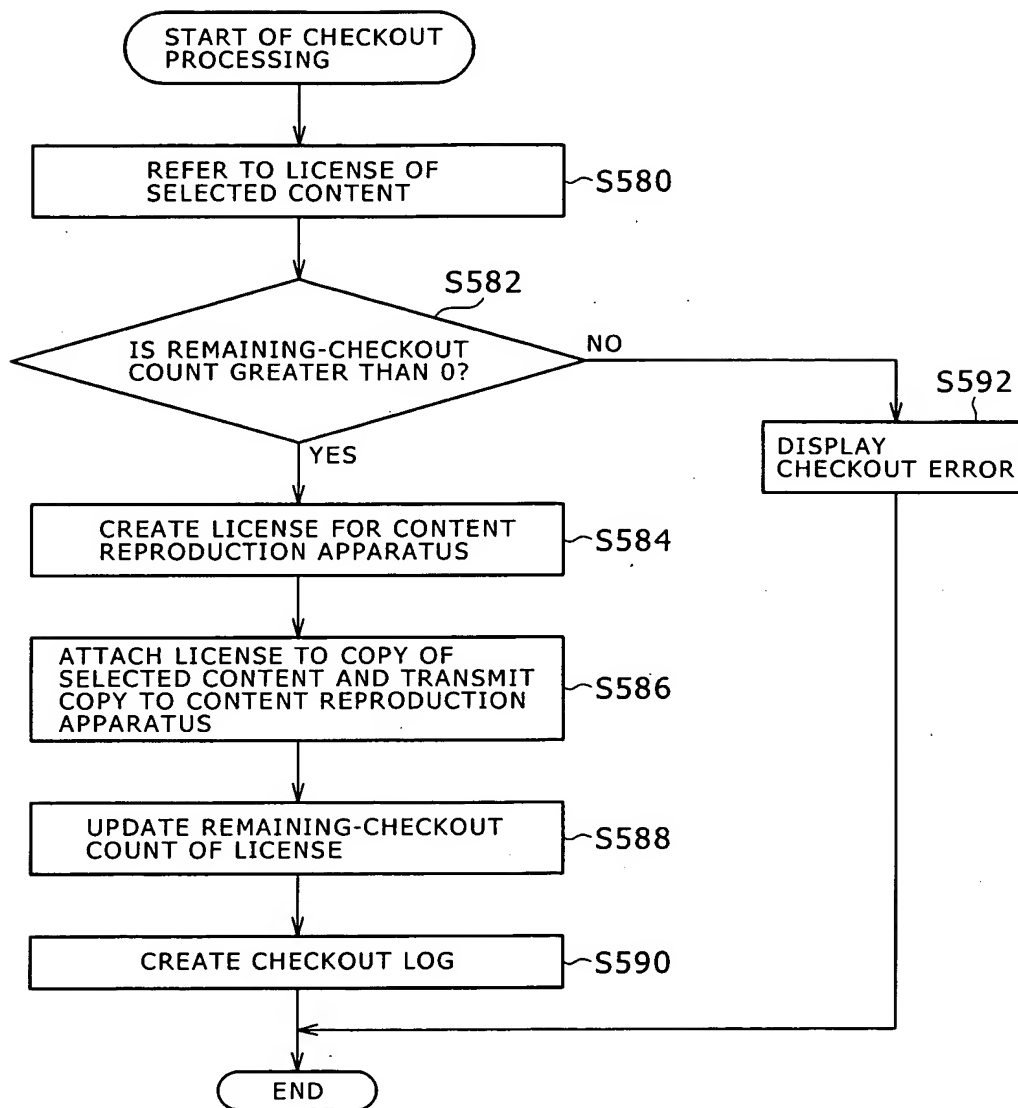 START OF CHECKOUT
PROCESSING
REFER TO LICENSE OF
SELECTED CONTENT
S580
S582
IS REMAINING-CHECKOUT
COUNT GREATER THAN 0?
NO
YES
S592
DISPLAY
CHECKOUT ERROR
CREATE LICENSE FOR CONTENT
REPRODUCTION APPARATUS
S584
ATTACH LICENSE TO COPY OF
SELECTED CONTENT AND TRANSMIT
COPY TO CONTENT REPRODUCTION
APPARATUS
S586
UPDATE REMAINING-CHECKOUT
COUNT OF LICENSE
S588
CREATE CHECKOUT LOG
S590
END